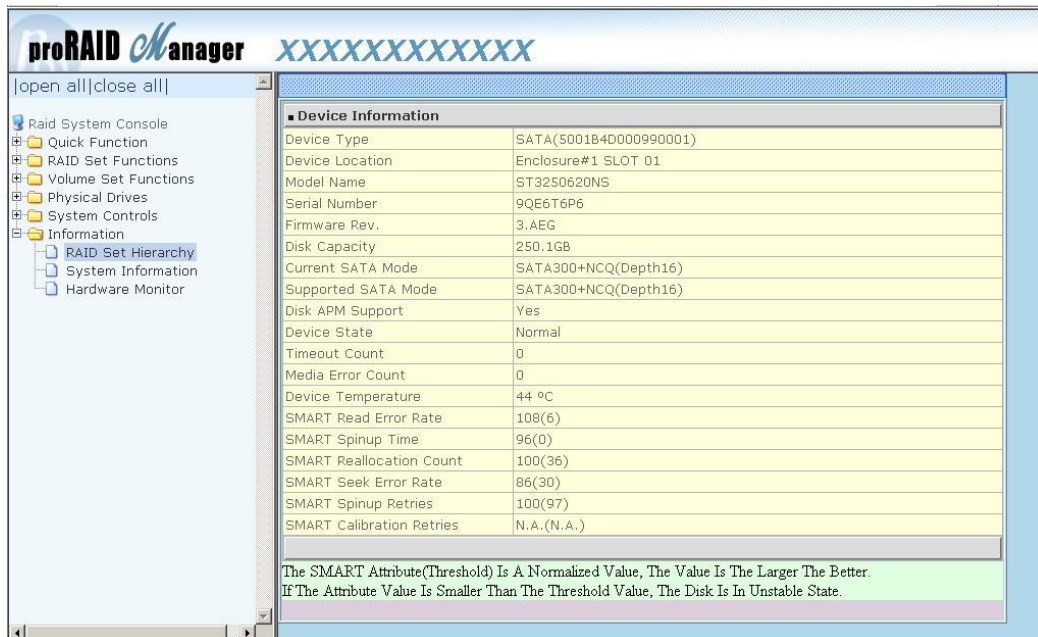 proRAID Manager XXXXXXXXXXXX
|open all|close all|
Raid System Console
Quick Function
RAID Set Functions
Volume Set Functions
Physical Drives
System Controls
Information
RAID Set Hierarchy
System Information
Hardware Monitor
Device Information
Device Type SATA(5001B4D000990001)
Device Location Enclosure#1 SLOT 01
Model Name ST3250620NS
Serial Number 9QE6T6P6
Firmware Rev. 3.AEG
Disk Capacity 250.1GB
Current SATA Mode SATA300+NCQ(Depth16)
Supported SATA Mode SATA300+NCQ(Depth16)
Disk APM Support Yes
Device State Normal
Timeout Count 0
Media Error Count 0
Device Temperature 44 ºC
SMART Read Error Rate 108(6)
SMART Spinup Time 96(0)
SMART Reallocation Count 100(36)
SMART Seek Error Rate 86(30)
SMART Spinup Retries 100(97)
SMART Calibration Retries N.A.(N.A.)
The SMART Attribute(Threshold) Is A Normalized Value, The Value Is The Larger The Better.
If The Attribute Value Is Smaller Than The Threshold Value, The Disk Is In Unstable State.